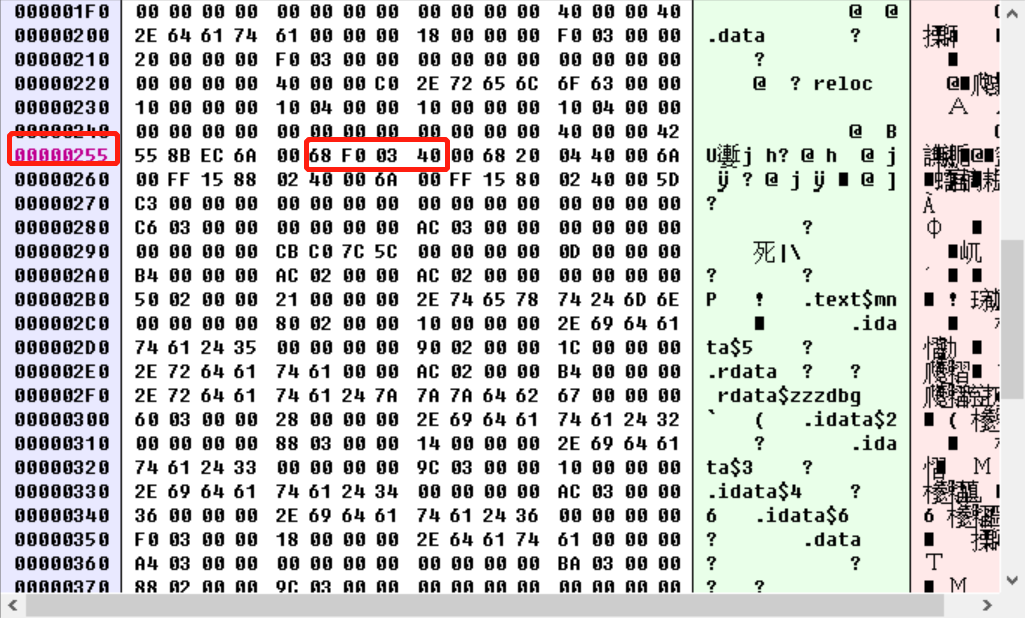 000001F0 00 00 00 00 00 00 00 00 00 00 00 00 40 00 00 40 @ @
00000200 2E 64 61 74 61 00 00 00 18 00 00 00 F0 03 00 00 .data ?
00000210 20 00 00 00 F0 03 00 00 00 00 00 00 00 00 00 00 ?
00000220 00 00 00 00 40 00 00 C0 2E 72 65 6C 6F 63 00 00 @ ? reloc
00000230 10 00 00 00 10 04 00 00 10 00 00 00 10 04 00 00
00000240 00 00 00 00 00 00 00 00 00 00 00 00 40 00 00 42 @ B
00000255 55 8B EC 6A 00 68 F0 03 40 00 68 20 04 40 00 6A j h? @ h @ j
00000260 00 FF 15 88 02 40 00 6A 00 FF 15 80 02 40 00 5D ÿ ? @ j ÿ @ ]
00000270 C3 00 00 00 00 00 00 00 00 00 00 00 00 00 00 00 ?
00000280 C6 03 00 00 00 00 00 00 AC 03 00 00 00 00 00 00 ?
00000290 00 00 00 00 CB C0 7C 5C 00 00 00 00 0D 00 00 00 死|\
000002A0 B4 00 00 00 AC 02 00 00 AC 02 00 00 00 00 00 00 ? ?
000002B0 50 02 00 00 21 00 00 00 2E 74 65 78 74 24 6D 6E P ! .text$mn
000002C0 00 00 00 00 80 02 00 00 10 00 00 00 2E 69 64 61 .ida
000002D0 74 61 24 35 00 00 00 00 90 02 00 00 1C 00 00 00 ta$5 ?
000002E0 2E 72 64 61 74 61 00 00 AC 02 00 00 B4 00 00 00 .rdata ? ?
000002F0 2E 72 64 61 74 61 24 7A 7A 7A 64 62 67 00 00 00 rdata$zzzdbg
00000300 60 03 00 00 28 00 00 00 2E 69 64 61 74 61 24 32 ` ( .idata$2
00000310 00 00 00 00 88 03 00 00 14 00 00 00 2E 69 64 61 ? .ida
00000320 74 61 24 33 00 00 00 00 9C 03 00 00 10 00 00 00 ta$3 ?
00000330 2E 69 64 61 74 61 24 34 00 00 00 00 AC 03 00 00 .idata$4 ?
00000340 36 00 00 00 2E 69 64 61 74 61 24 36 00 00 00 00 6 .idata$6
00000350 F0 03 00 00 18 00 00 00 2E 64 61 74 61 00 00 00 ? .data
00000360 A4 03 00 00 00 00 00 00 00 00 00 00 BA 03 00 00 ? ?
00000370 88 02 00 00 9C 03 00 00 00 00 00 00 00 00 00 00 ? ?